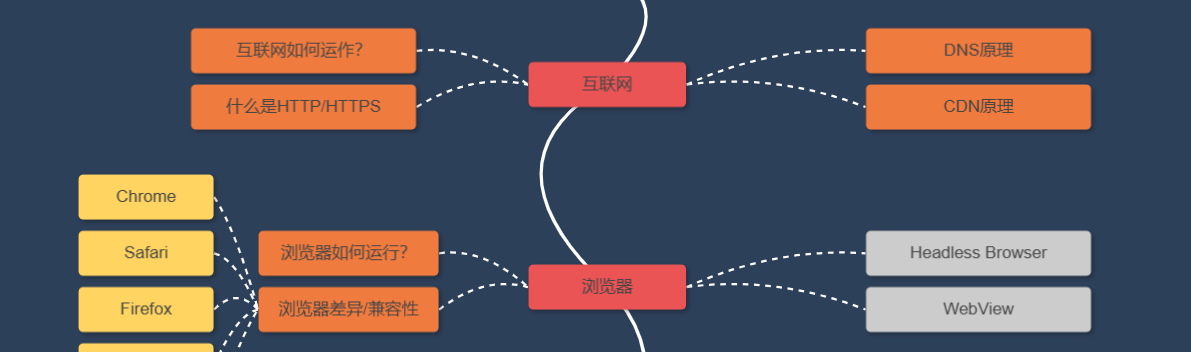 互联网如何运作?
什么是HTTP/HTTPS
互联网
DNS原理
CDN原理
Chrome
Safari
Firefox
浏览器如何运行?
浏览器差异/兼容性
浏览器
Headless Browser
WebView